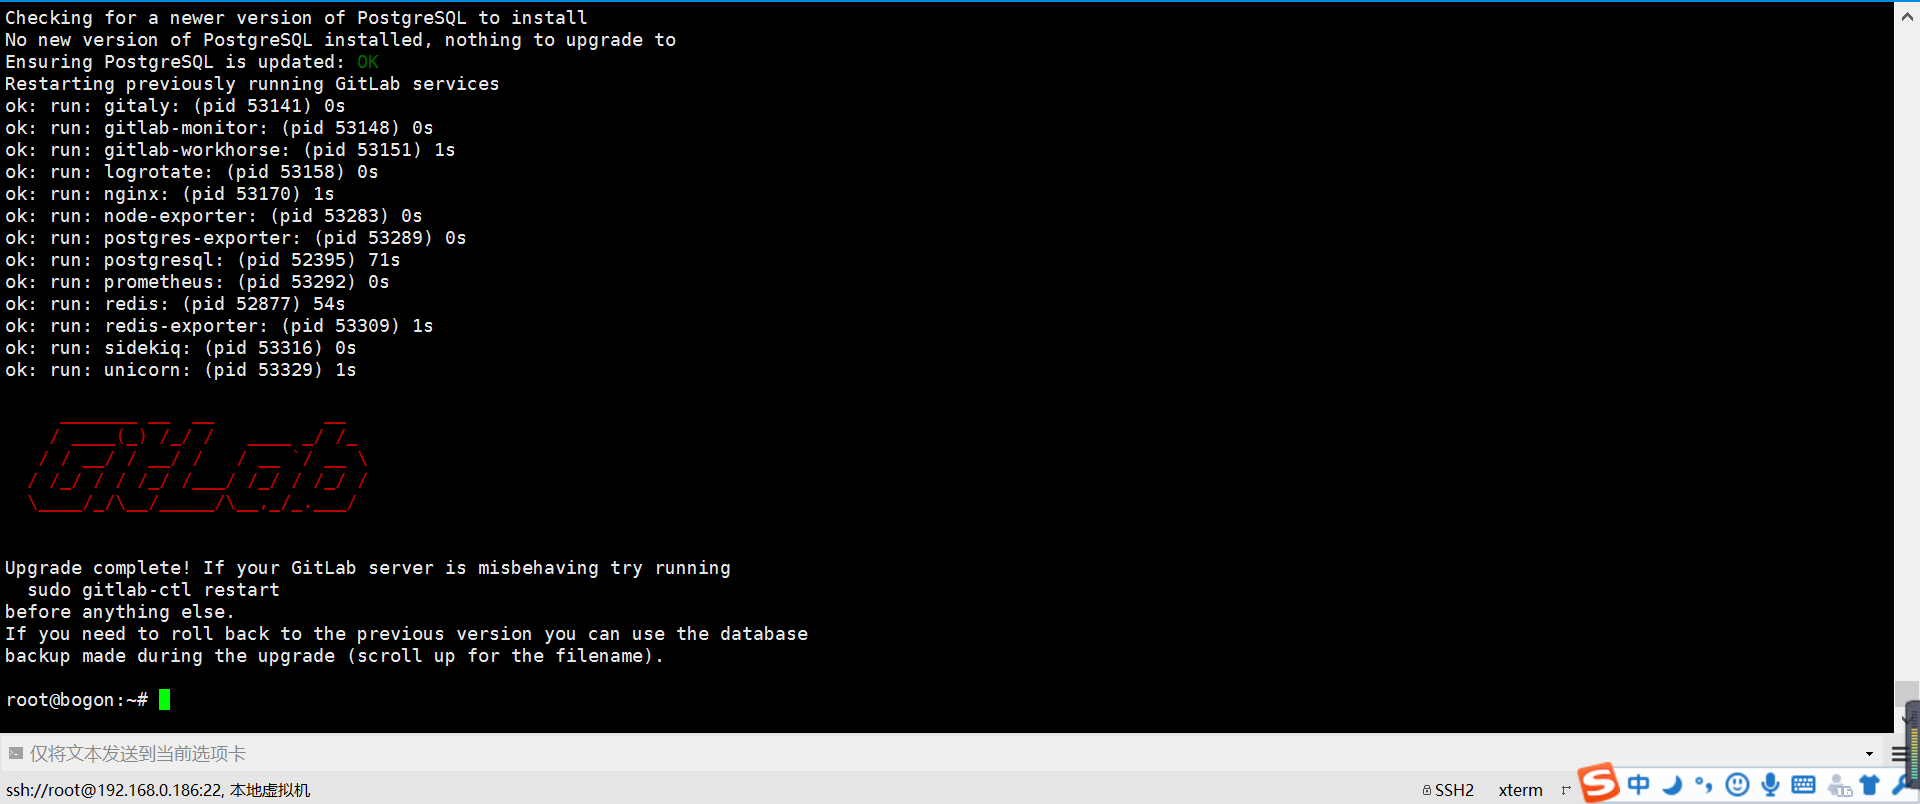 Checking for a newer version of PostgreSQL to install
No new version of PostgreSQL installed, nothing to upgrade to
Ensuring PostgreSQL is updated: OK
Restarting previously running GitLab services
ok: run: gitaly: (pid 53141) 0s
ok: run: gitlab-monitor: (pid 53148) 0s
ok: run: gitlab-workhorse: (pid 53151) 1s
ok: run: logrotate: (pid 53158) 0s
ok: run: nginx: (pid 53170) 1s
ok: run: node-exporter: (pid 53283) 0s
ok: run: postgres-exporter: (pid 53289) 0s
ok: run: postgresql: (pid 52395) 71s
ok: run: prometheus: (pid 53292) 0s
ok: run: redis: (pid 52877) 54s
ok: run: redis-exporter: (pid 53309) 1s
ok: run: sidekiq: (pid 53316) 0s
ok: run: unicorn: (pid 53329) 1s
GitLab
Upgrade complete! If your GitLab server is misbehaving try running
  sudo gitlab-ctl restart
before anything else.
If you need to roll back to the previous version you can use the database
backup made during the upgrade (scroll up for the filename).
root@bogon:~#
仅将文本发送到当前选项卡
ssh://root@192.168.0.186:22, 本地虚拟机 SSH2 xterm 中